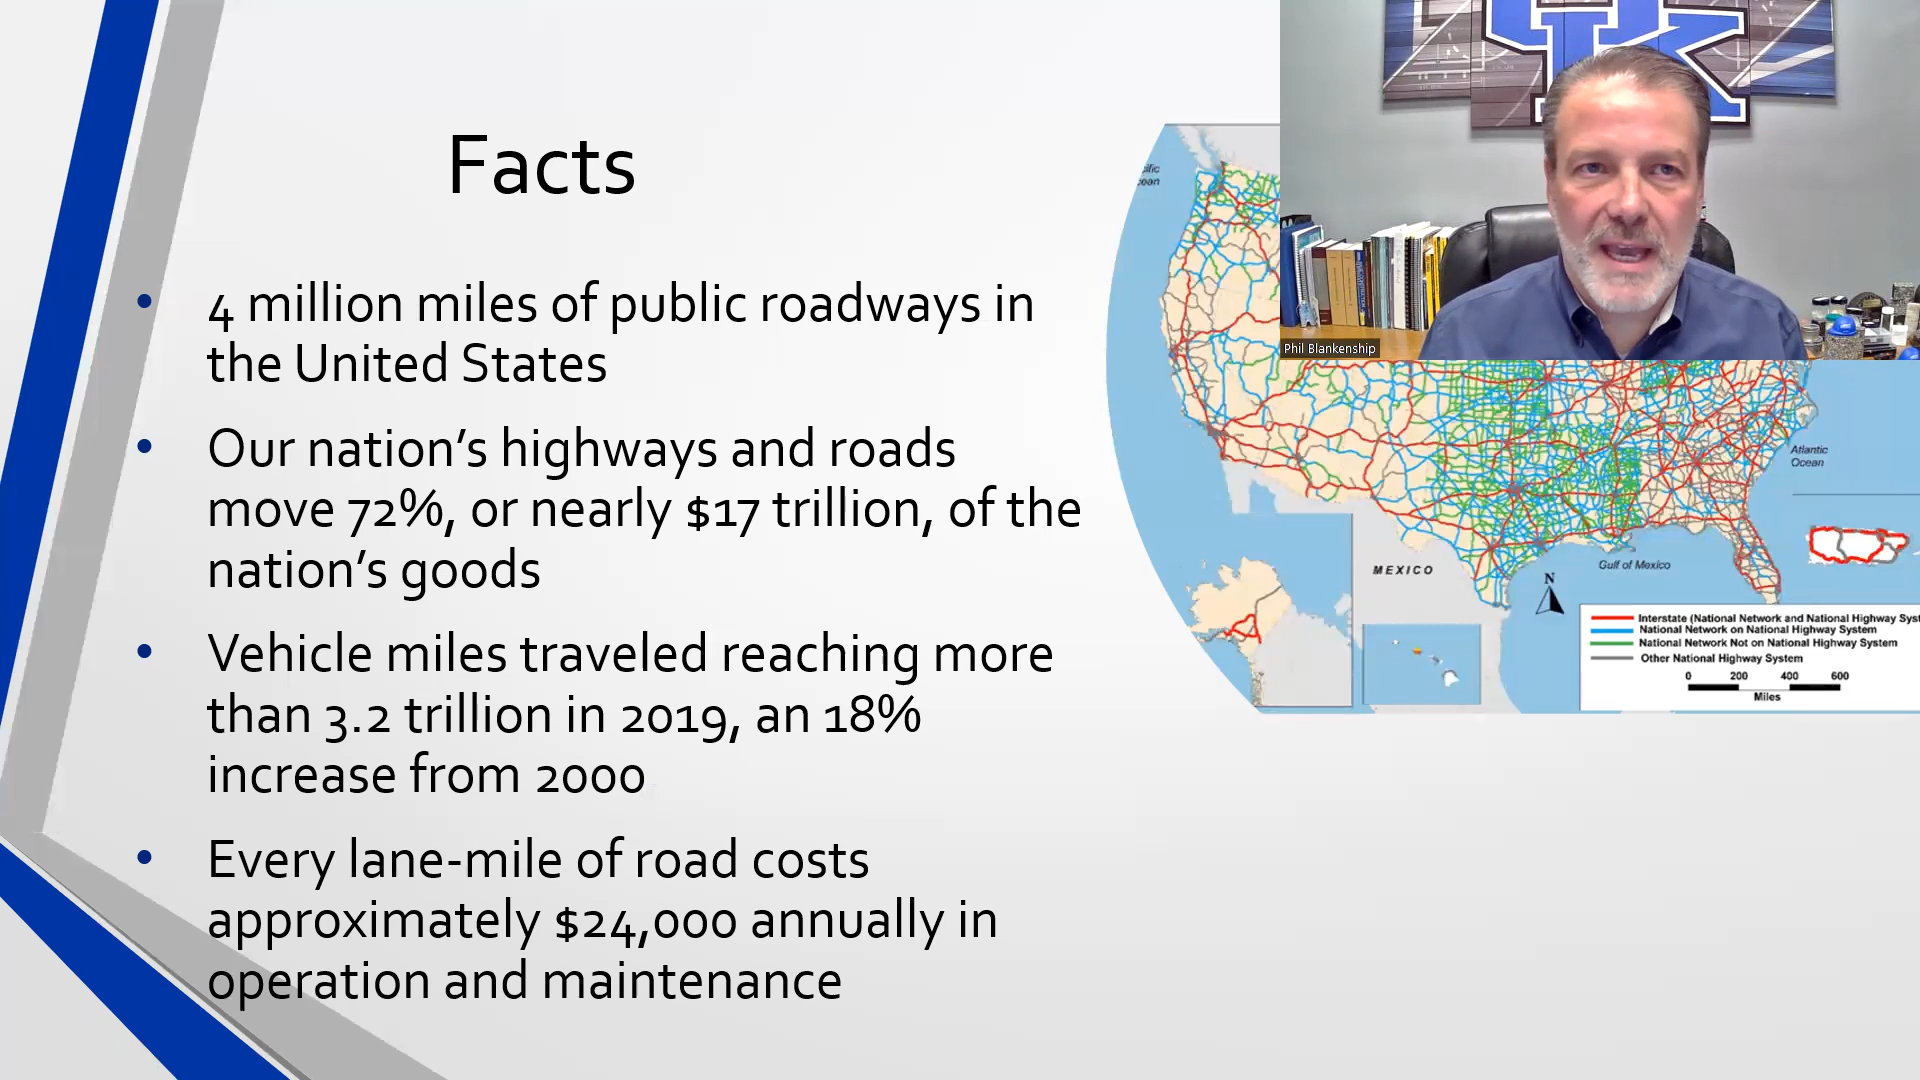 Facts
• 4 million miles of public roadways in
the United States
• Our nation’s highways and roads
move 72%, or nearly $17 trillion, of the
nation’s goods
• Vehicle miles traveled reaching more
than 3.2 trillion in 2019, an 18%
increase from 2000
• Every lane-mile of road costs
approximately $24,000 annually in
operation and maintenance
UK
Phil Blankenship
Atlantic
Ocean
MEXICO
Gulf of Mexico
N
Interstate (National Network and National Highway Syst
National Network on National Highway System
National Network Not on National Highway System
Other National Highway System
0 200 400 600
Miles